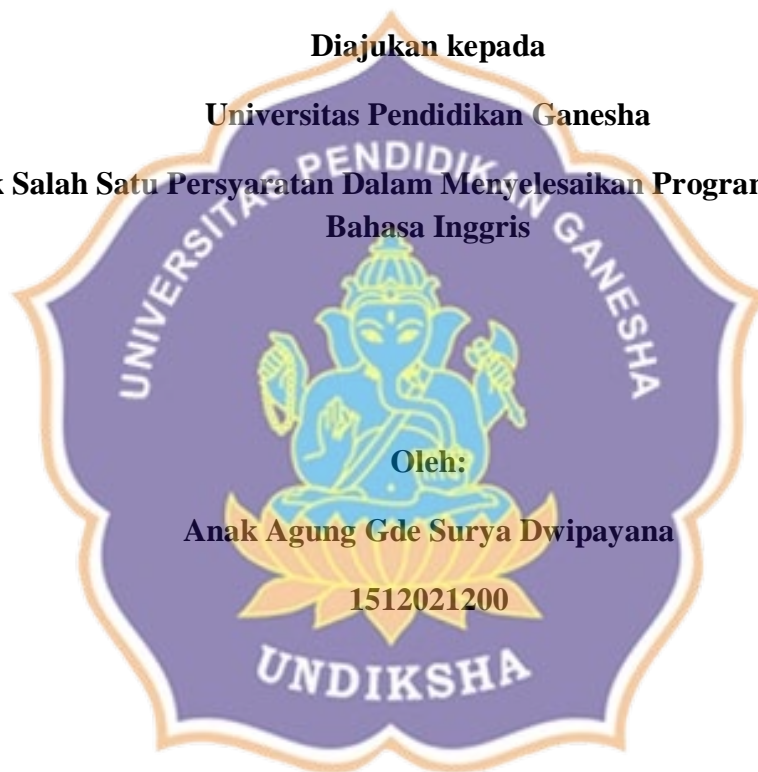 Diajukan kepada
Universitas Pendidikan Ganesha
Salah Satu Persyaratan Dalam Menyelesaikan
Bahasa Inggris
UNIVERSITAS PENDIDIKAN GANESHA
Oleh:
Anak Agung Gde Surya Dwipayana
1512021200
UNDIKSHA